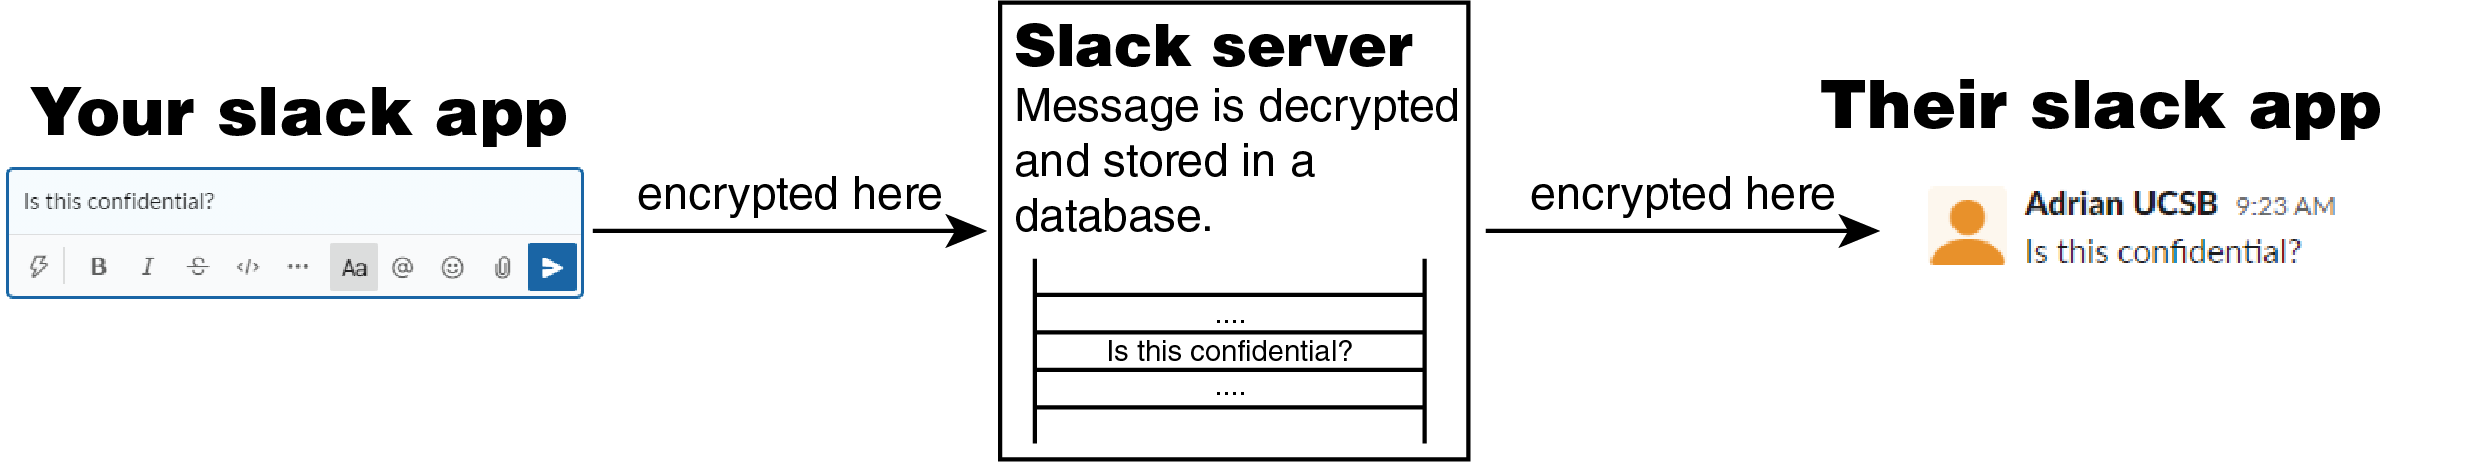 Your slack app
Is this confidential?
B I S </> ... Aa @
encrypted here
Slack server
Message is decrypted
and stored in a
database.
....
Is this confidential?
....
encrypted here
Their slack app
Adrian UCSB 9:23 AM
Is this confidential?